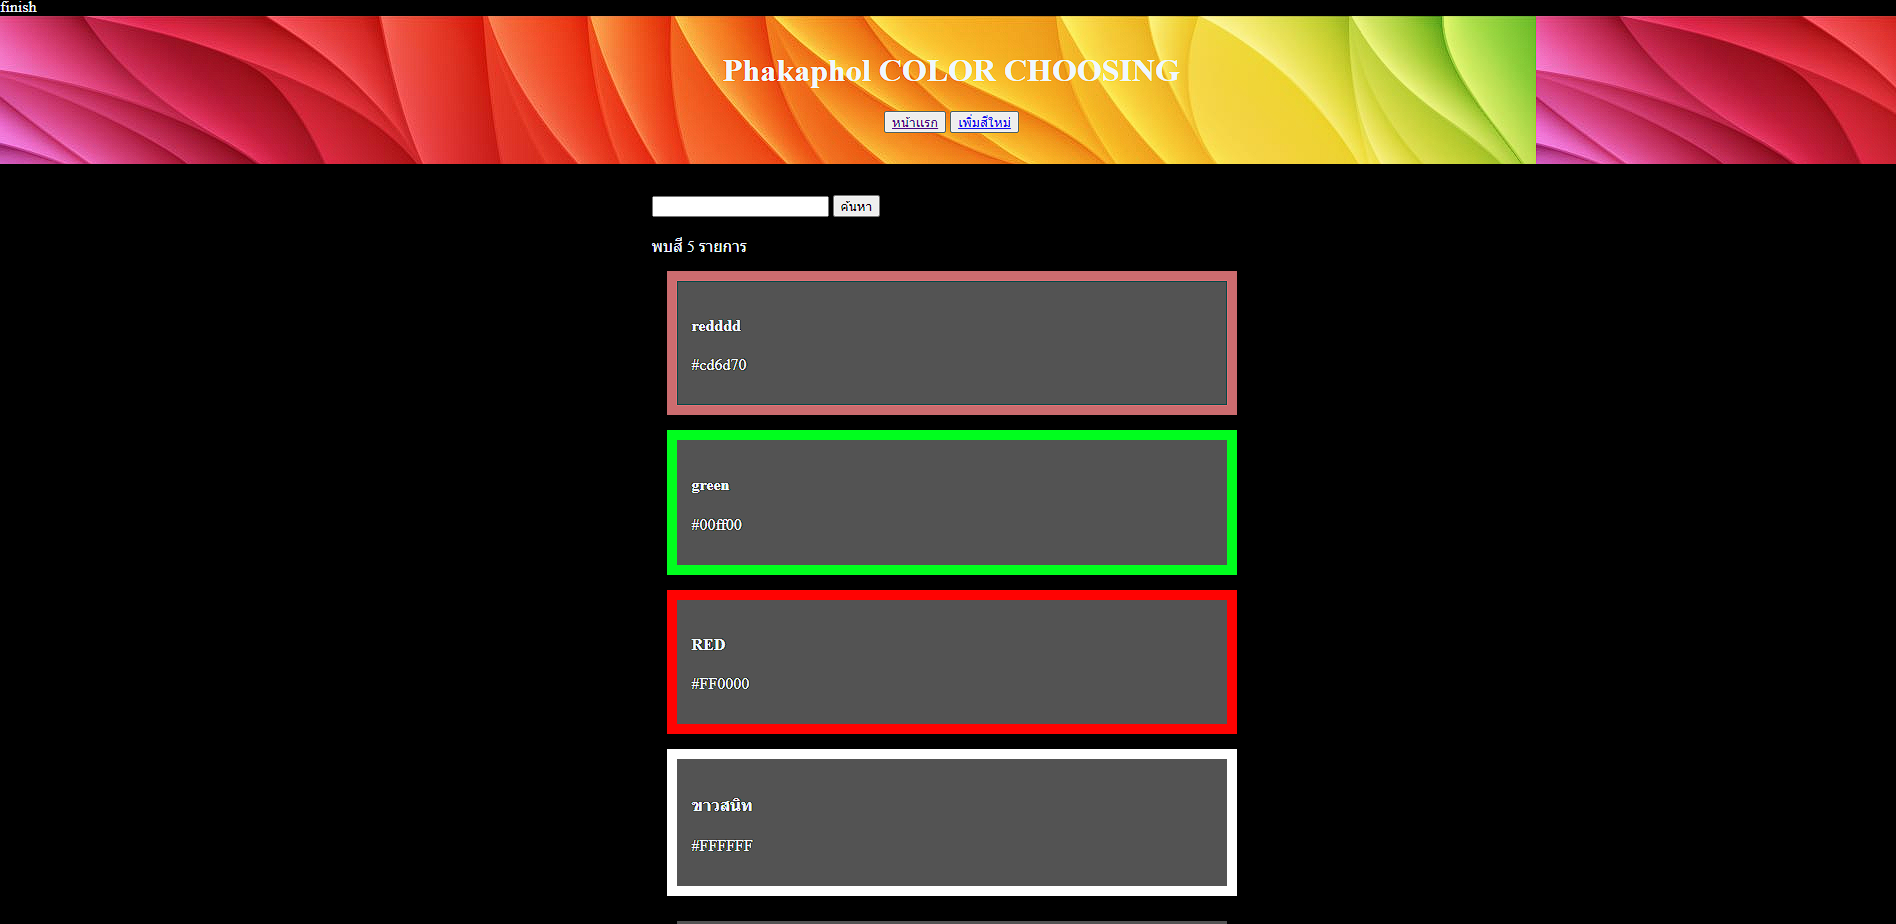 finish
Phakaphol COLOR CHOOSING
หน้าแรก เพิ่มสีใหม่
ค้นหา
พบสี 5 รายการ
redddd
#cd6d70
green
#00ff00
RED
#FF0000
ขาวสนิท
#FFFFFF